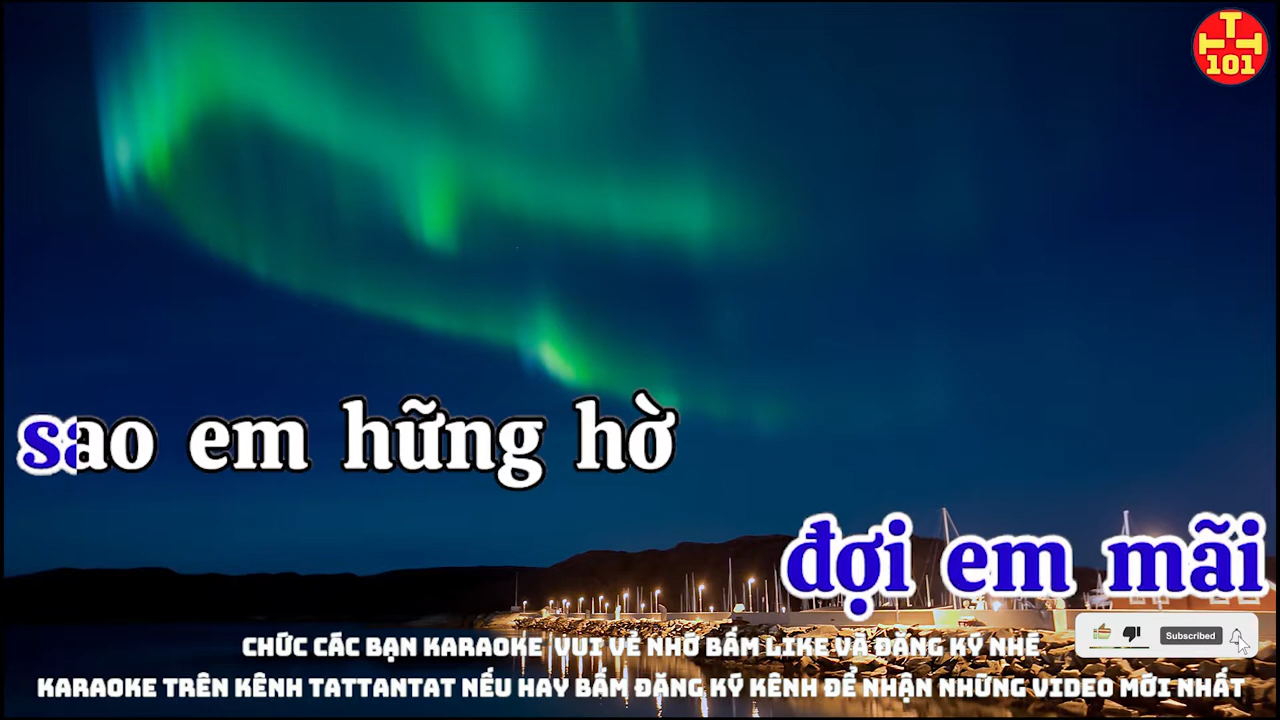 T
TT
101
sao em hững hờ
đợi em mãi
CHÚC CÁC BẠN KARAOKE VUI VẺ NHỚ BẤM LIKE VÀ ĐĂNG KÝ NHÉ
Subscribed
KARAOKE TRÊN KÊNH TATTANTAT NẾU HAY BẤM ĐĂNG KÝ KÊNH ĐỂ NHẬN NHỮNG VIDEO MỚI NHẤT